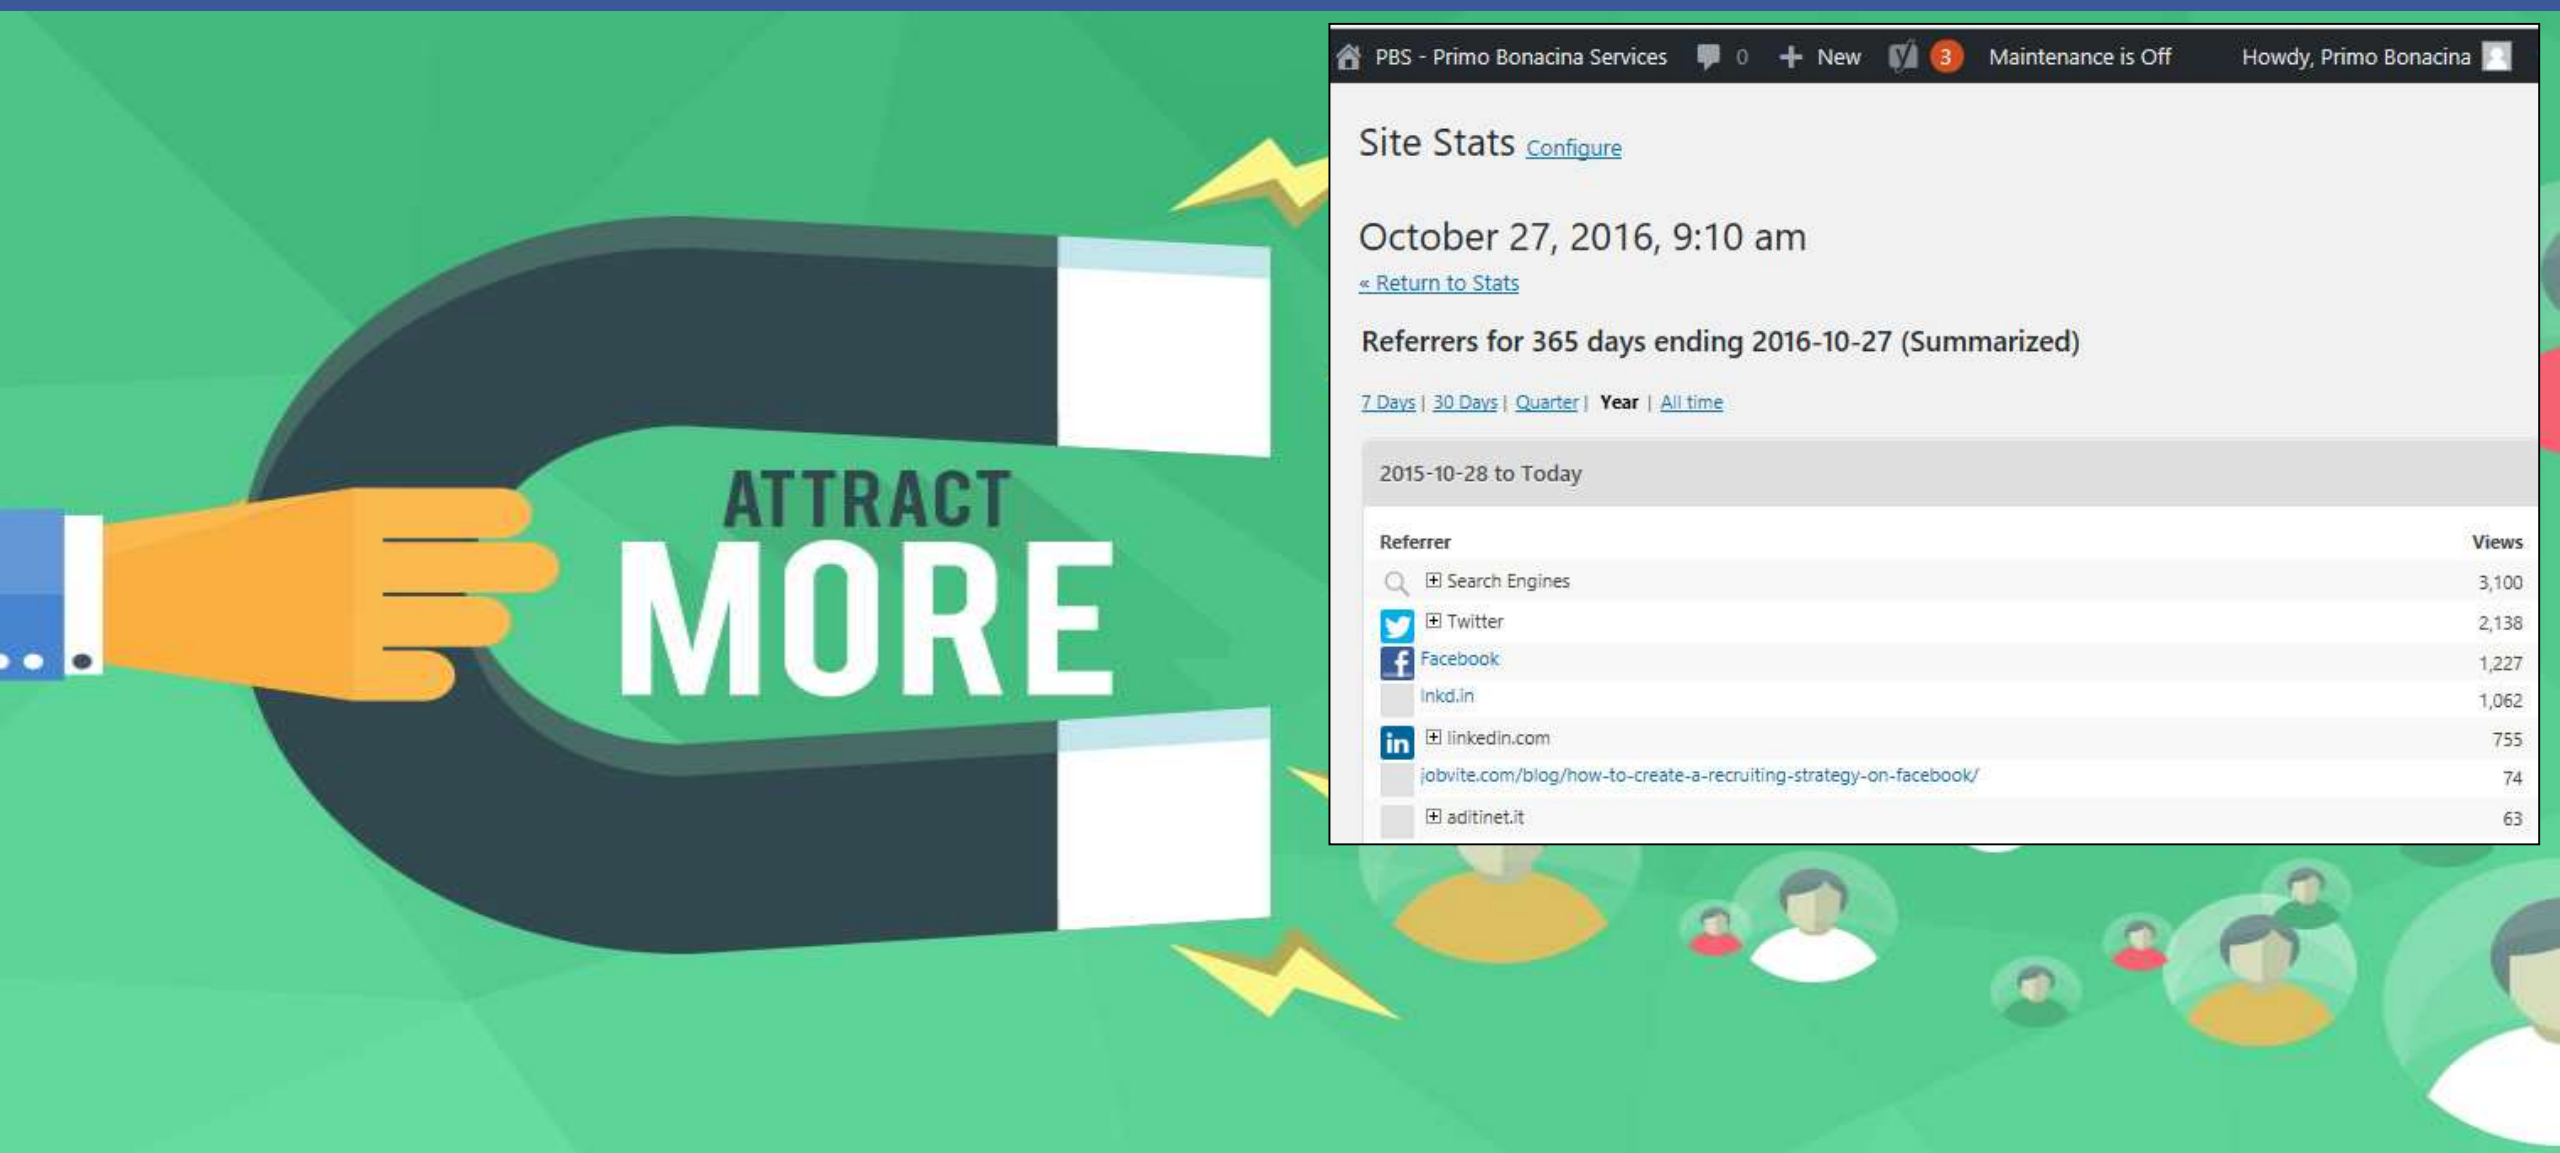 ATTRACT
MORE
PBS - Primo Bonacina Services 0 + New 3 Maintenance is Off Howdy, Primo Bonacina
Site Stats Configure
October 27, 2016, 9:10 am
« Return to Stats
Referrers for 365 days ending 2016-10-27 (Summarized)
7 Days | 30 Days | Quarter | Year | All time
2015-10-28 to Today
Referrer Views
Search Engines 3,100
Twitter 2,138
Facebook 1,227
lnkd.in 1,062
in linkedin.com 755
jobvite.com/blog/how-to-create-a-recruiting-strategy-on-facebook/ 74
aditinet.it 63